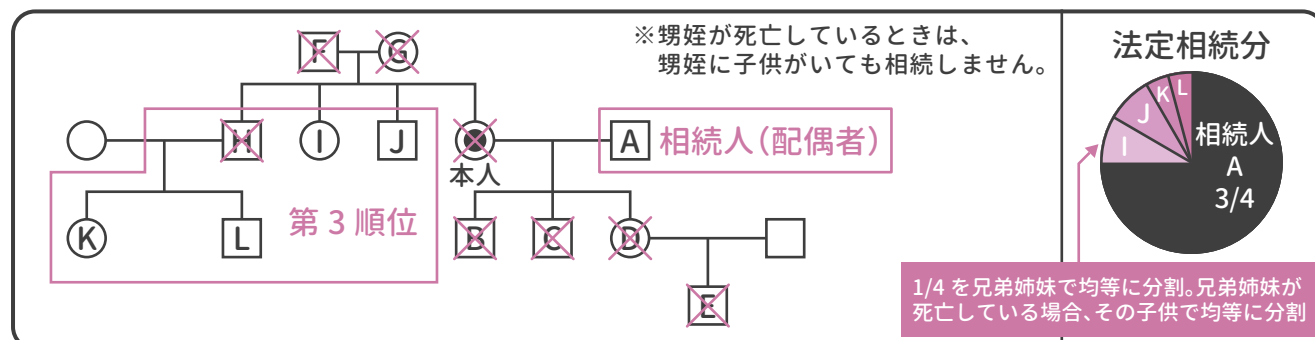 F
G
※甥姪が死亡しているときは、
甥姪に子供がいても相続しません。
法定相続分
H
I
J
本人
A
相続人(配偶者)
K
L
第3順位
B
C
D
E
I
J
K
L
相続人
A
3/4
1/4を兄弟姉妹で均等に分割。兄弟姉妹が
死亡している場合、その子供で均等に分割